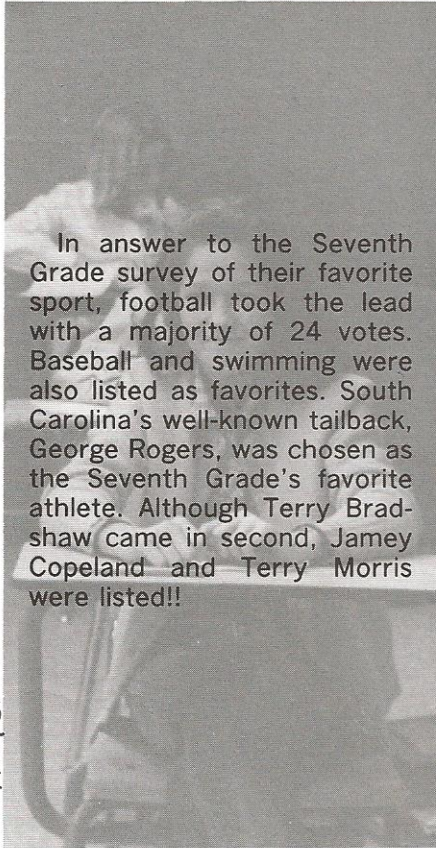 In answer to the Seventh
Grade survey of their favorite
sport, football took the lead
with a majority of 24 votes.
Baseball and swimming were
also listed as favorites. South
Carolina's well-known tailback,
George Rogers, was chosen as
the Seventh Grade's favorite
athlete. Although Terry Brad-
shaw came in second, Jamey
Copeland and Terry Morris
were listed!!